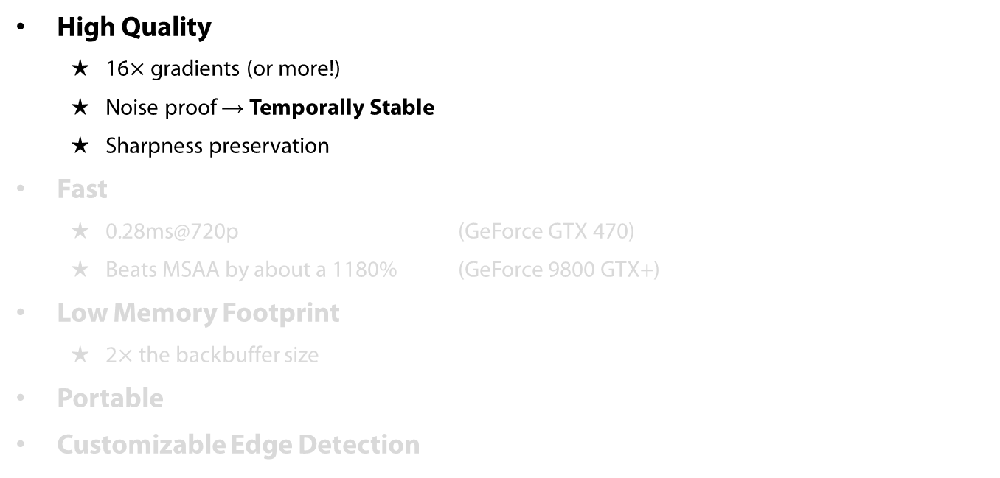 • High Quality
★ 16× gradients (or more!)
★ Noise proof → Temporally Stable
★ Sharpness preservation
• Fast
★ 0.28ms@720p (GeForce GTX 470)
★ Beats MSAA by about a 1180% (GeForce 9800 GTX+)
• Low Memory Footprint
★ 2× the backbuffer size
• Portable
• Customizable Edge Detection